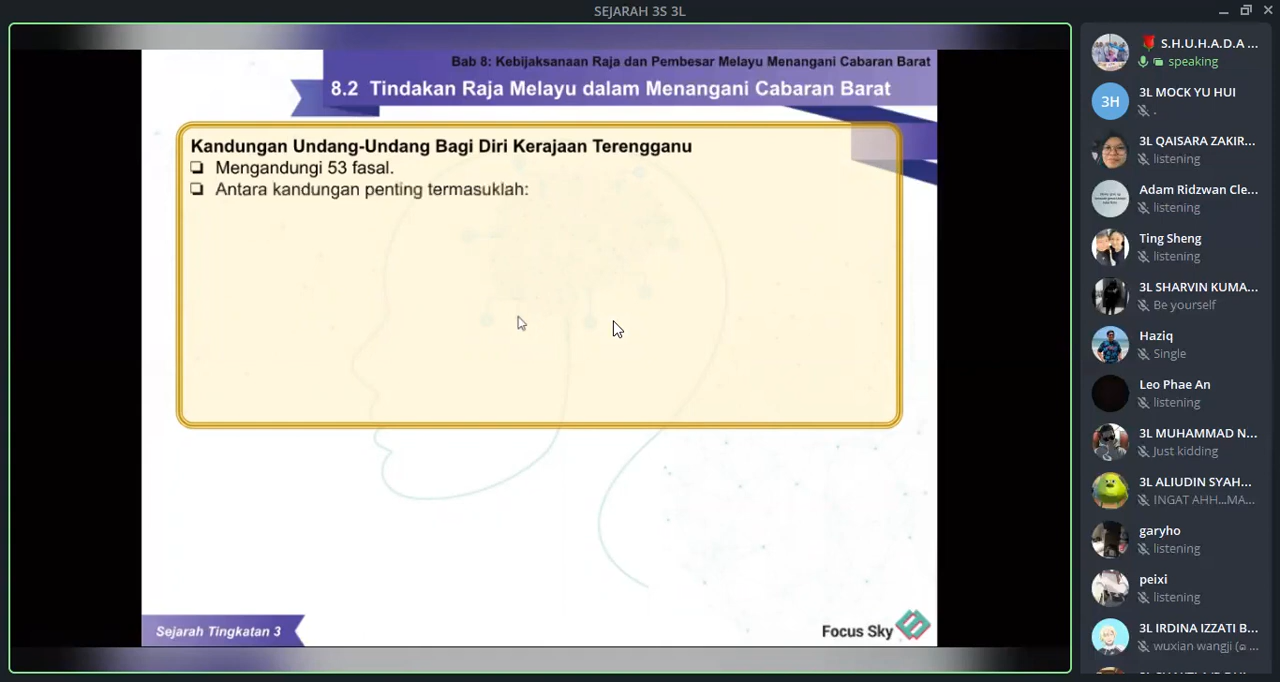 SEJARAH 3S 3L
Bab 8: Kebijaksanaan Raja dan Pembesar Melayu Menangani Cabaran Barat
8.2 Tindakan Raja Melayu dalam Menangani Cabaran Barat
Kandungan Undang-Undang Bagi Diri Kerajaan Terengganu
❑ Mengandungi 53 fasal.
❑ Antara kandungan penting termasuklah:
Sejarah Tingkatan 3
Focus Sky
🌹 S.H.U.H.A.D.A ...
speaking
3H
3L MOCK YU HUI
.
3L QAISARA ZAKIR...
listening
Adam Ridzwan Cle...
listening
Ting Sheng
listening
3L SHARVIN KUMA...
Be yourself
Haziq
Single
Leo Phae An
listening
3L MUHAMMAD N...
Just kidding
3L ALIUDIN SYAH...
INGAT AHH...MA...
garyho
listening
peixi
listening
3L IRDINA IZZATI B...
wuxian wangji